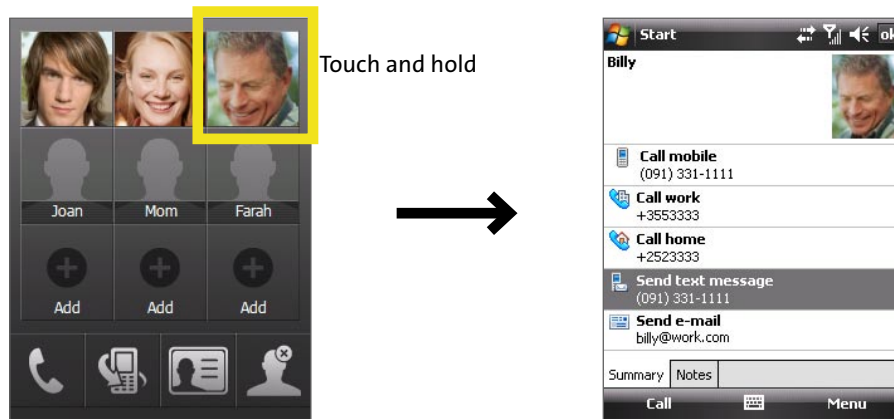 Touch and hold
Joan Mom Farah
Add Add Add
Start ok
Billy
Call mobile
(091) 331-1111
Call work
+3553333
Call home
+2523333
Send text message
(091) 331-1111
Send e-mail
billy@work.com
Summary Notes
Call Menu